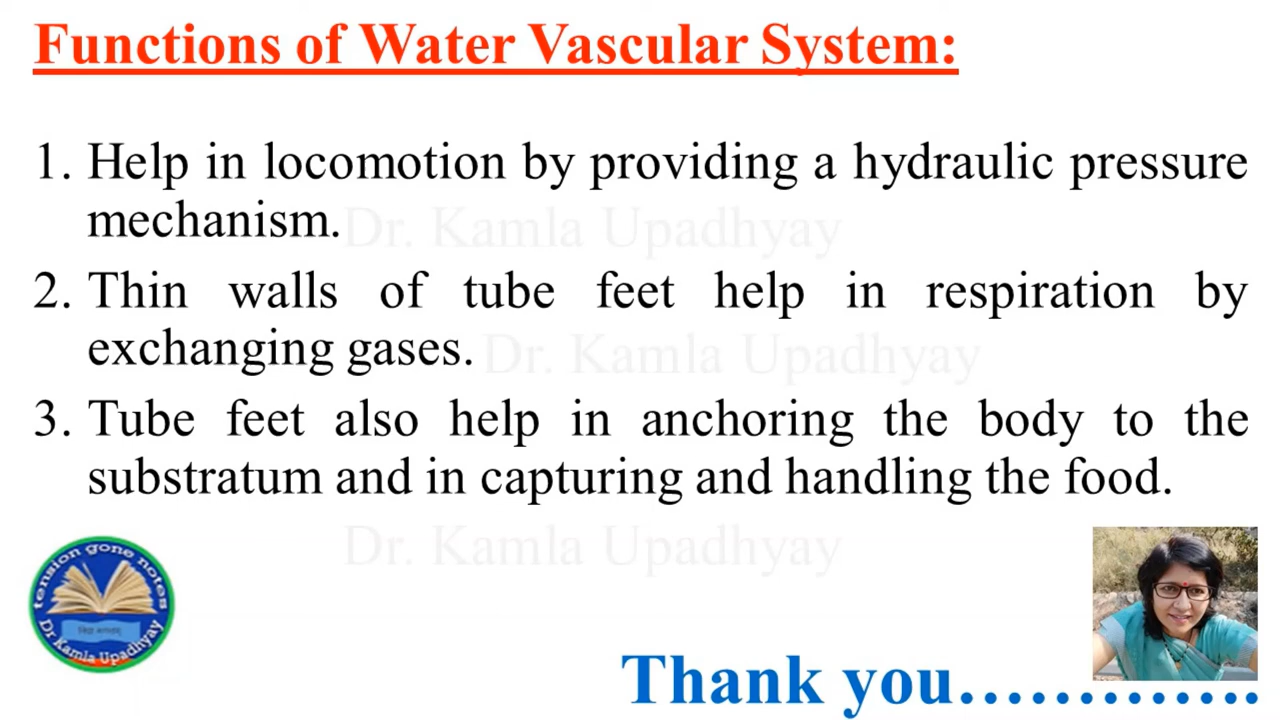 Functions of Water Vascular System:
1. Help in locomotion by providing a hydraulic pressure
mechanism.
Dr. Kamla Upadhyay
2. Thin walls of tube feet help in respiration by
exchanging gases.
Dr. Kamla Upadhyay
3. Tube feet also help in anchoring the body to the
substratum and in capturing and handling the food.
Dr. Kamla Upadhyay
tension gone notes
Dr Kamla Upadhyay
Thank you.............